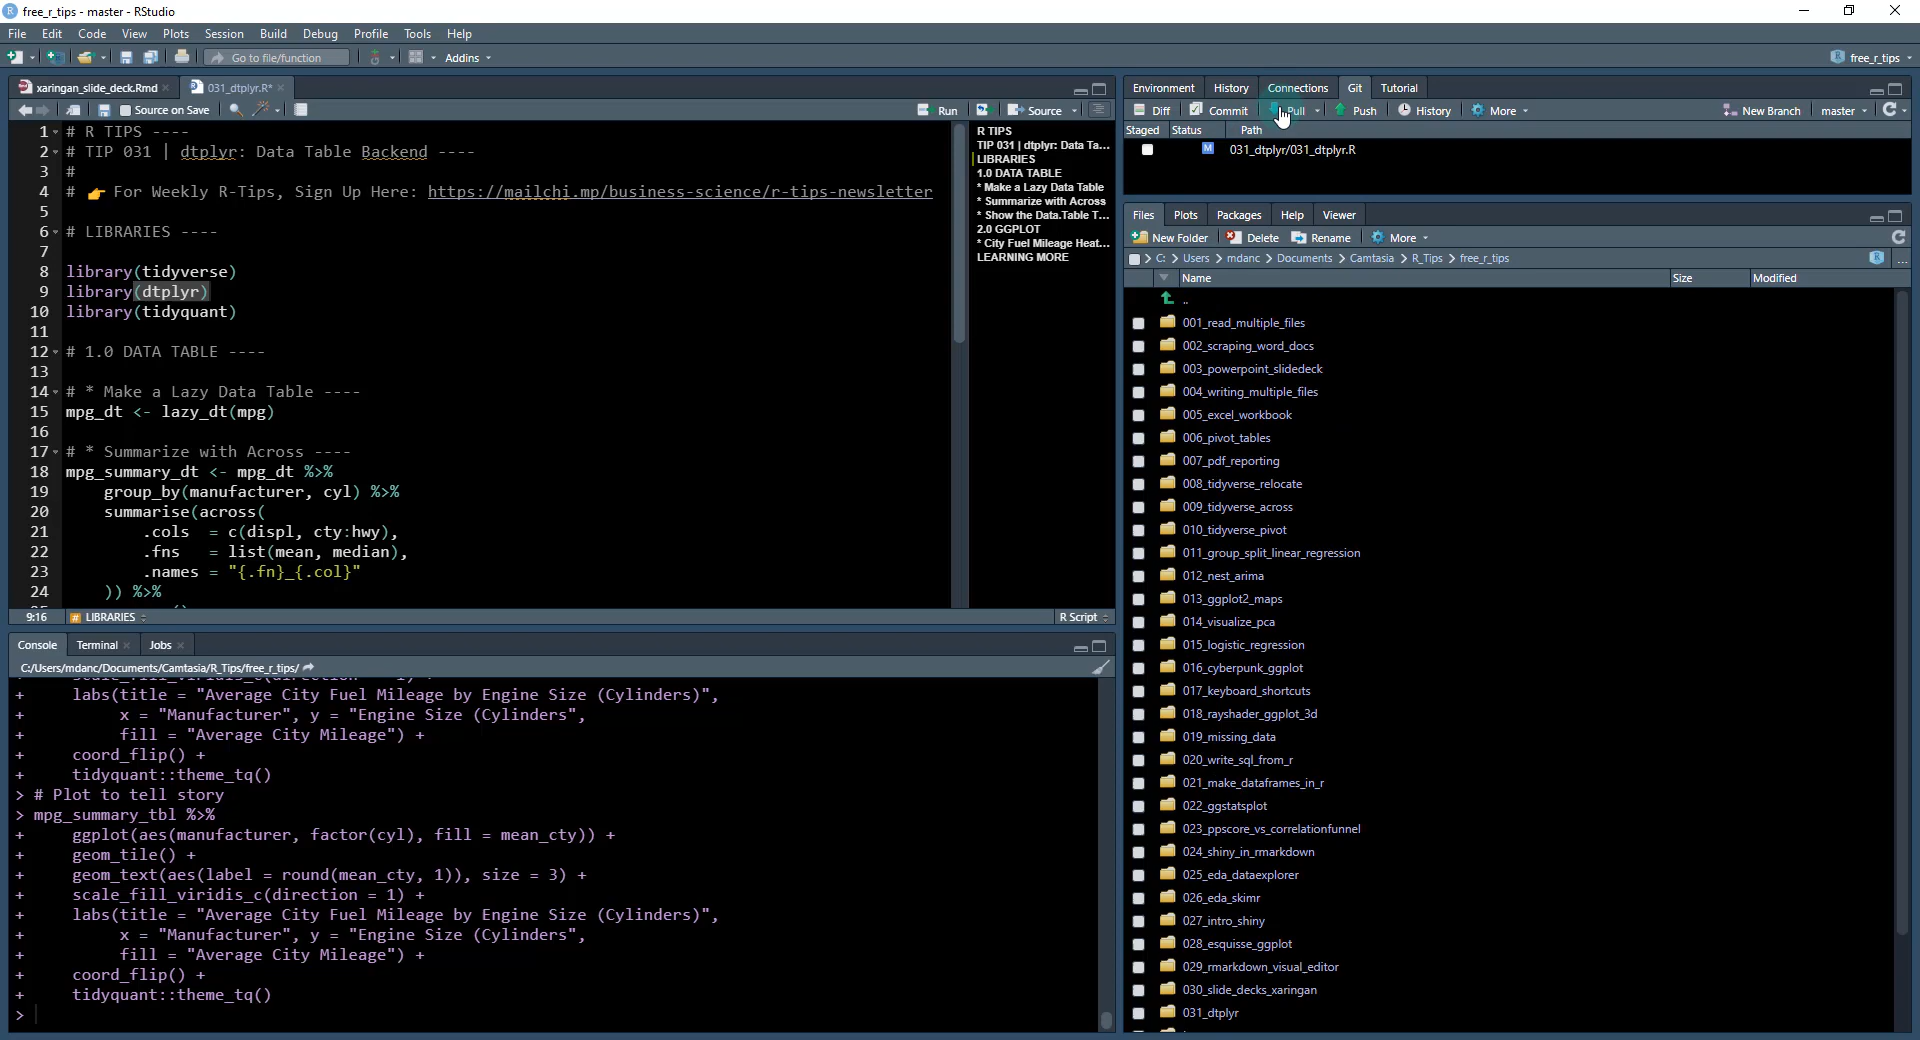 free_r_tips - master - RStudio
File Edit Code View Plots Session Build Debug Profile Tools Help
Go to file/function Addins free_r_tips
xaringan_slide_deck.Rmd 031_dtplyr.R*
Source on Save Run Source
1 # R TIPS ----
2 # TIP 031 | dtplyr: Data Table Backend ----
3 #
4 # 👉 For Weekly R-Tips, Sign Up Here: https://mailchi.mp/business-science/r-tips-newsletter
5
6 # LIBRARIES ----
7
8 library(tidyverse)
9 library(dtplyr)
10 library(tidyquant)
11
12 # 1.0 DATA TABLE ----
13
14 # * Make a Lazy Data Table ----
15 mpg_dt <- lazy_dt(mpg)
16
17 # * Summarize with Across ----
18 mpg_summary_dt <- mpg_dt %>%
19 group_by(manufacturer, cyl) %>%
20 summarise(across(
21 .cols = c(displ, cty:hwy),
22 .fns = list(mean, median),
23 .names = "{.fn}_{.col}"
24 )) %>%
R TIPS
TIP 031 | dtplyr: Data Ta...
LIBRARIES
1.0 DATA TABLE
* Make a Lazy Data Table
* Summarize with Across
* Show the Data.Table T...
2.0 GGPLOT
* City Fuel Mileage Heat...
LEARNING MORE
9:16 LIBRARIES R Script
Console Terminal Jobs
C:/Users/mdanc/Documents/Camtasia/R_Tips/free_r_tips/
+ labs(title = "Average City Fuel Mileage by Engine Size (Cylinders)",
+ x = "Manufacturer", y = "Engine Size (Cylinders",
+ fill = "Average City Mileage") +
+ coord_flip() +
+ tidyquant::theme_tq()
> # Plot to tell story
> mpg_summary_tbl %>%
+ ggplot(aes(manufacturer, factor(cyl), fill = mean_cty)) +
+ geom_tile() +
+ geom_text(aes(label = round(mean_cty, 1)), size = 3) +
+ scale_fill_viridis_c(direction = 1) +
+ labs(title = "Average City Fuel Mileage by Engine Size (Cylinders)",
+ x = "Manufacturer", y = "Engine Size (Cylinders",
+ fill = "Average City Mileage") +
+ coord_flip() +
+ tidyquant::theme_tq()
>
Environment History Connections Git Tutorial
Diff Commit Pull Push History More New Branch master
Staged Status Path
M 031_dtplyr/031_dtplyr.R
Files Plots Packages Help Viewer
New Folder Delete Rename More
C: > Users > mdanc > Documents > Camtasia > R_Tips > free_r_tips ...
Name Size Modified
..
001_read_multiple_files
002_scraping_word_docs
003_powerpoint_slidedeck
004_writing_multiple_files
005_excel_workbook
006_pivot_tables
007_pdf_reporting
008_tidyverse_relocate
009_tidyverse_across
010_tidyverse_pivot
011_group_split_linear_regression
012_nest_arima
013_ggplot2_maps
014_visualize_pca
015_logistic_regression
016_cyberpunk_ggplot
017_keyboard_shortcuts
018_rayshader_ggplot_3d
019_missing_data
020_write_sql_from_r
021_make_dataframes_in_r
022_ggstatsplot
023_ppscore_vs_correlationfunnel
024_shiny_in_rmarkdown
025_eda_dataexplorer
026_eda_skimr
027_intro_shiny
028_esquisse_ggplot
029_rmarkdown_visual_editor
030_slide_decks_xaringan
031_dtplyr